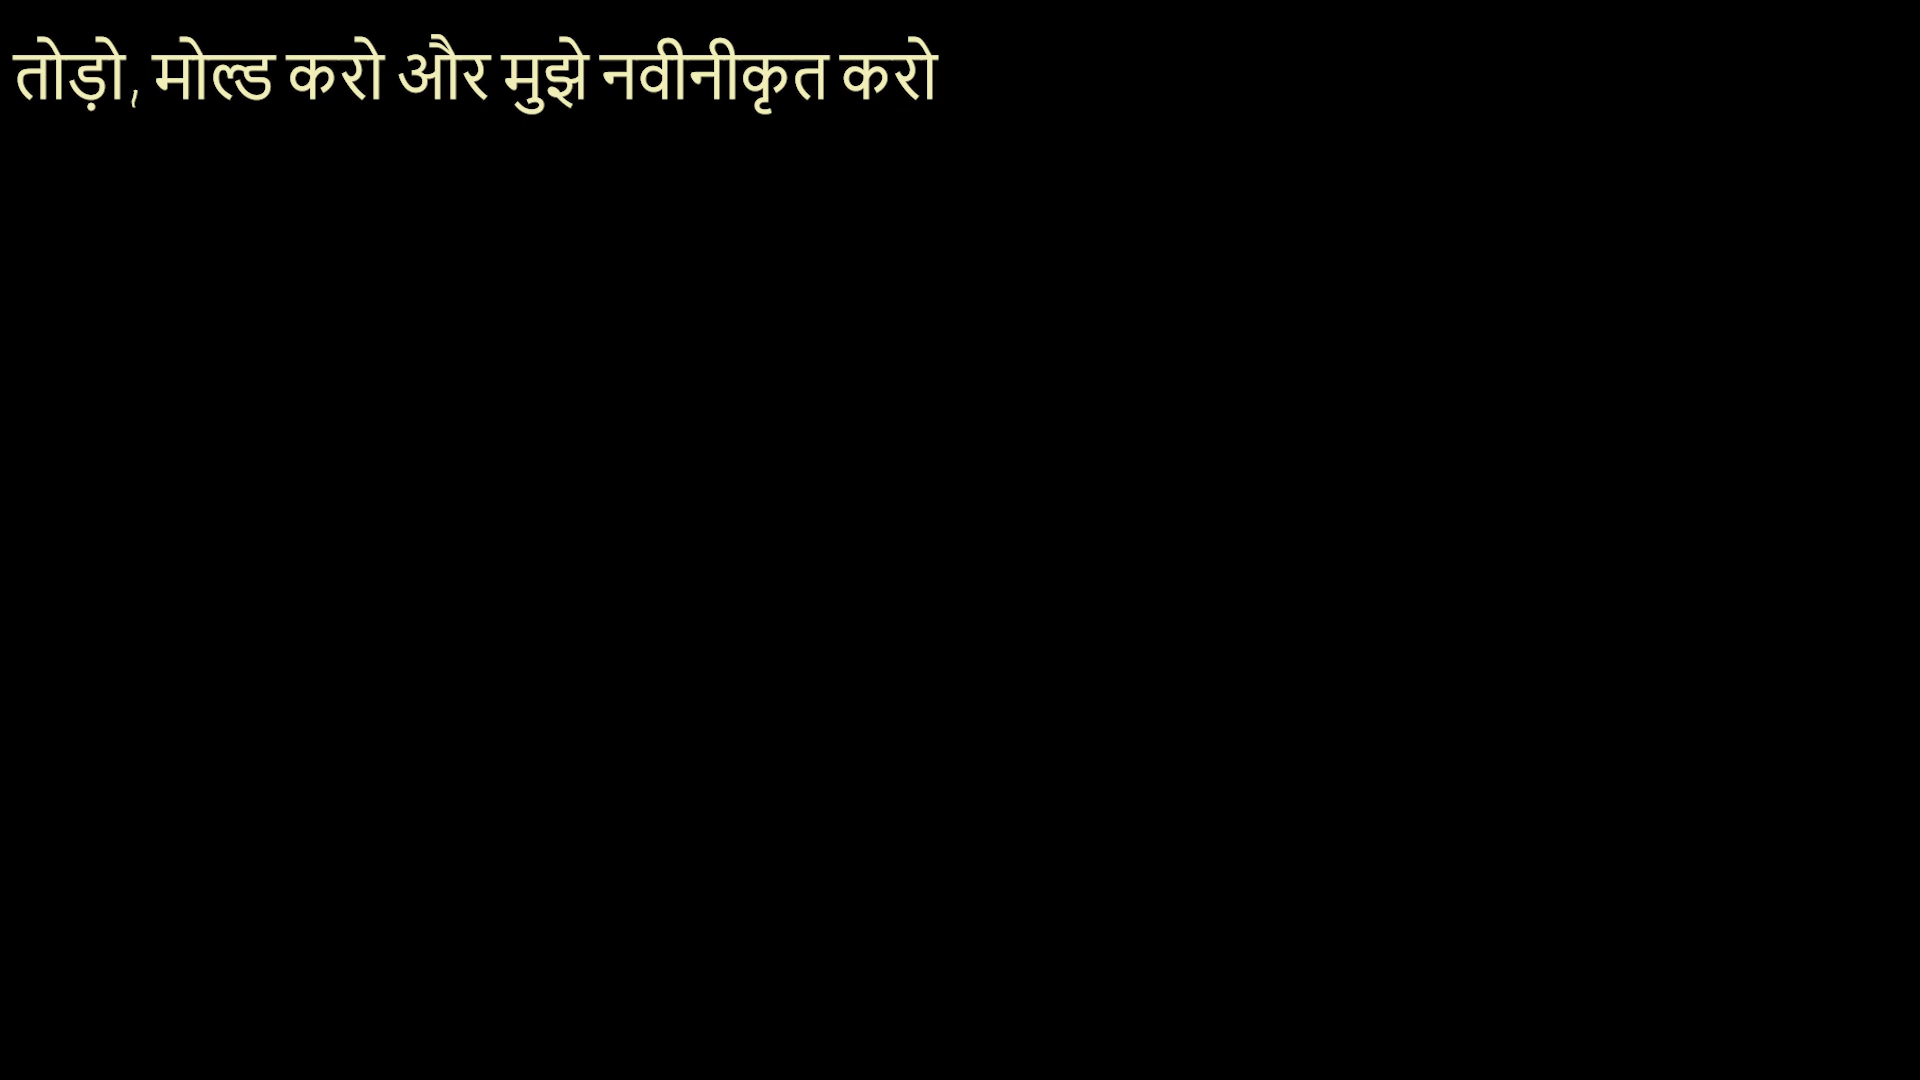 तोड़ो, मोल्ड करो और मुझे नवीनीकृत करो